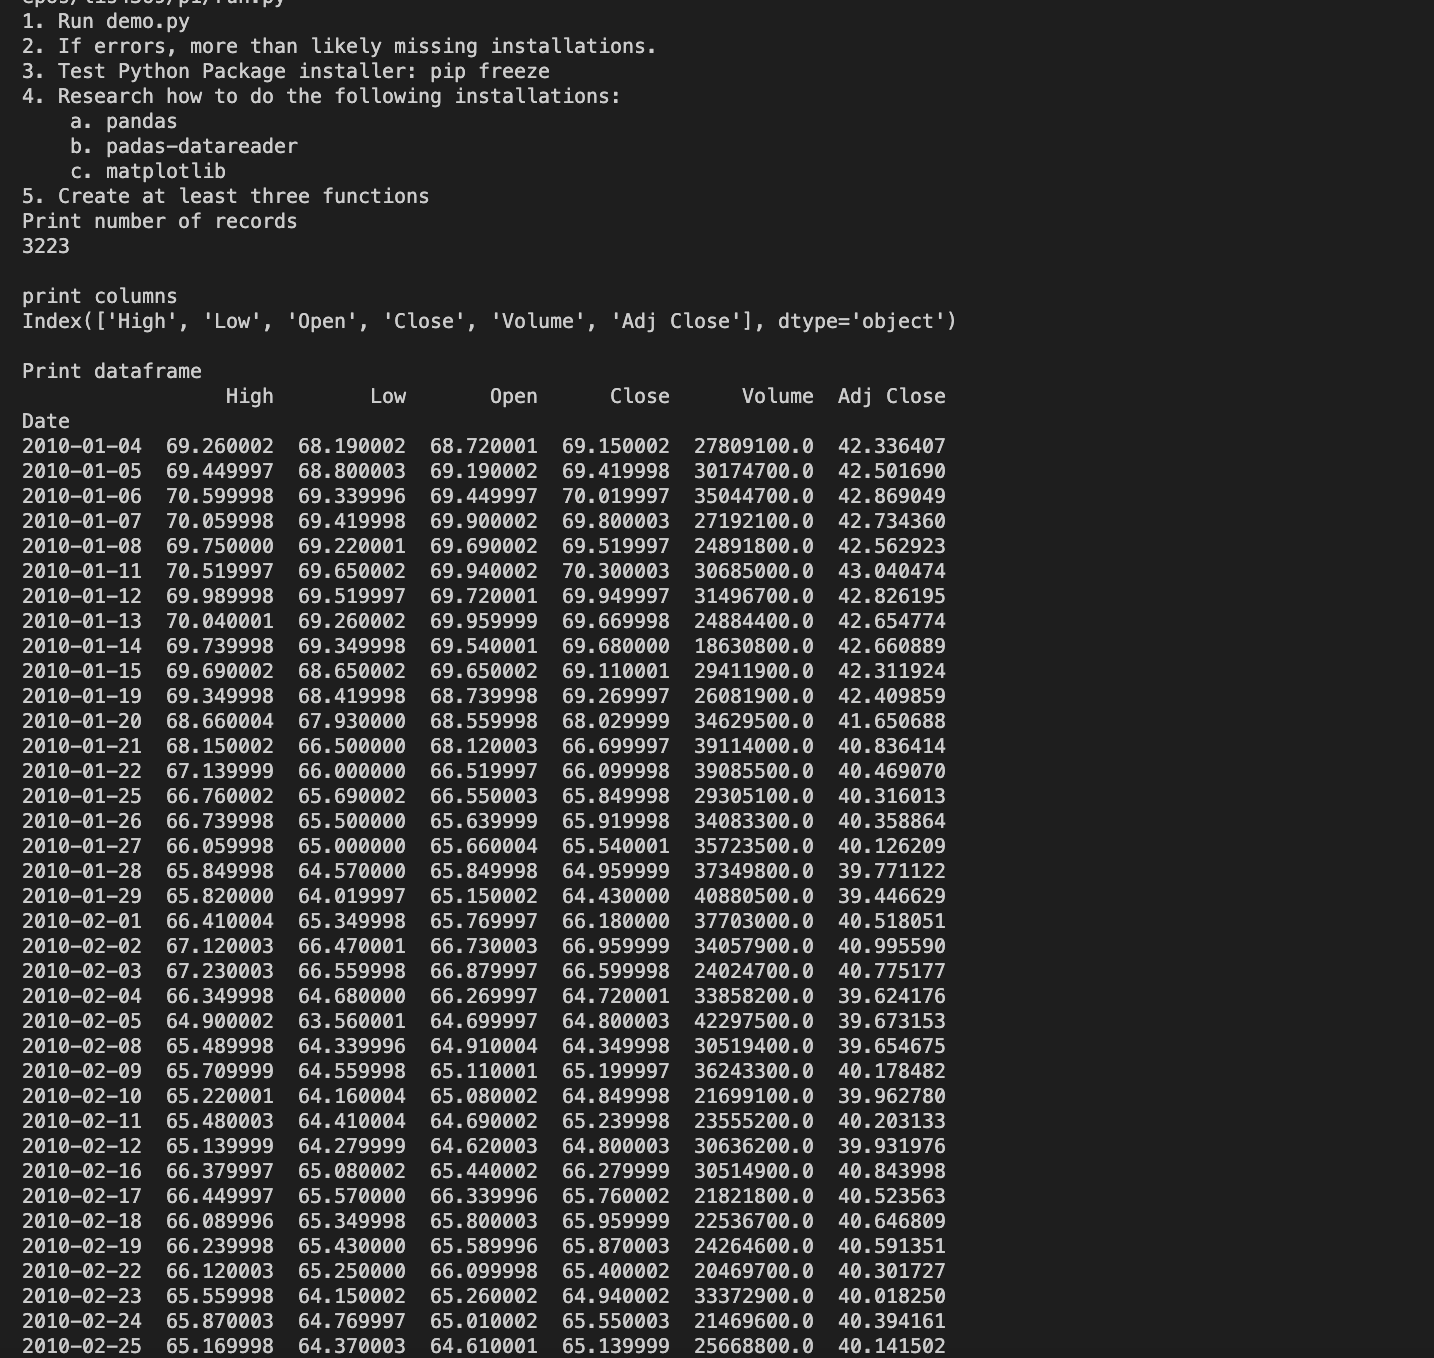 1. Run demo.py
2. If errors, more than likely missing installations.
3. Test Python Package installer: pip freeze
4. Research how to do the following installations:
    a. pandas
    b. padas-datareader
    c. matplotlib
5. Create at least three functions
Print number of records
3223

print columns
Index(['High', 'Low', 'Open', 'Close', 'Volume', 'Adj Close'], dtype='object')

Print dataframe
                 High        Low       Open      Close      Volume  Adj Close
Date
2010-01-04  69.260002  68.190002  68.720001  69.150002  27809100.0  42.336407
2010-01-05  69.449997  68.800003  69.190002  69.419998  30174700.0  42.501690
2010-01-06  70.599998  69.339996  69.449997  70.019997  35044700.0  42.869049
2010-01-07  70.059998  69.419998  69.900002  69.800003  27192100.0  42.734360
2010-01-08  69.750000  69.220001  69.690002  69.519997  24891800.0  42.562923
2010-01-11  70.519997  69.650002  69.940002  70.300003  30685000.0  43.040474
2010-01-12  69.989998  69.519997  69.720001  69.949997  31496700.0  42.826195
2010-01-13  70.040001  69.260002  69.959999  69.669998  24884400.0  42.654774
2010-01-14  69.739998  69.349998  69.540001  69.680000  18630800.0  42.660889
2010-01-15  69.690002  68.650002  69.650002  69.110001  29411900.0  42.311924
2010-01-19  69.349998  68.419998  68.739998  69.269997  26081900.0  42.409859
2010-01-20  68.660004  67.930000  68.559998  68.029999  34629500.0  41.650688
2010-01-21  68.150002  66.500000  68.120003  66.699997  39114000.0  40.836414
2010-01-22  67.139999  66.000000  66.519997  66.099998  39085500.0  40.469070
2010-01-25  66.760002  65.690002  66.550003  65.849998  29305100.0  40.316013
2010-01-26  66.739998  65.500000  65.639999  65.919998  34083300.0  40.358864
2010-01-27  66.059998  65.000000  65.660004  65.540001  35723500.0  40.126209
2010-01-28  65.849998  64.570000  65.849998  64.959999  37349800.0  39.771122
2010-01-29  65.820000  64.019997  65.150002  64.430000  40880500.0  39.446629
2010-02-01  66.410004  65.349998  65.769997  66.180000  37703000.0  40.518051
2010-02-02  67.120003  66.470001  66.730003  66.959999  34057900.0  40.995590
2010-02-03  67.230003  66.559998  66.879997  66.599998  24024700.0  40.775177
2010-02-04  66.349998  64.680000  66.269997  64.720001  33858200.0  39.624176
2010-02-05  64.900002  63.560001  64.699997  64.800003  42297500.0  39.673153
2010-02-08  65.489998  64.339996  64.910004  64.349998  30519400.0  39.654675
2010-02-09  65.709999  64.559998  65.110001  65.199997  36243300.0  40.178482
2010-02-10  65.220001  64.160004  65.080002  64.849998  21699100.0  39.962780
2010-02-11  65.480003  64.410004  64.690002  65.239998  23555200.0  40.203133
2010-02-12  65.139999  64.279999  64.620003  64.800003  30636200.0  39.931976
2010-02-16  66.379997  65.080002  65.440002  66.279999  30514900.0  40.843998
2010-02-17  66.449997  65.570000  66.339996  65.760002  21821800.0  40.523563
2010-02-18  66.089996  65.349998  65.800003  65.959999  22536700.0  40.646809
2010-02-19  66.239998  65.430000  65.589996  65.870003  24264600.0  40.591351
2010-02-22  66.120003  65.250000  66.099998  65.400002  20469700.0  40.301727
2010-02-23  65.559998  64.150002  65.260002  64.940002  33372900.0  40.018250
2010-02-24  65.870003  64.769997  65.010002  65.550003  21469600.0  40.394161
2010-02-25  65.169998  64.370003  64.610001  65.139999  25668800.0  40.141502